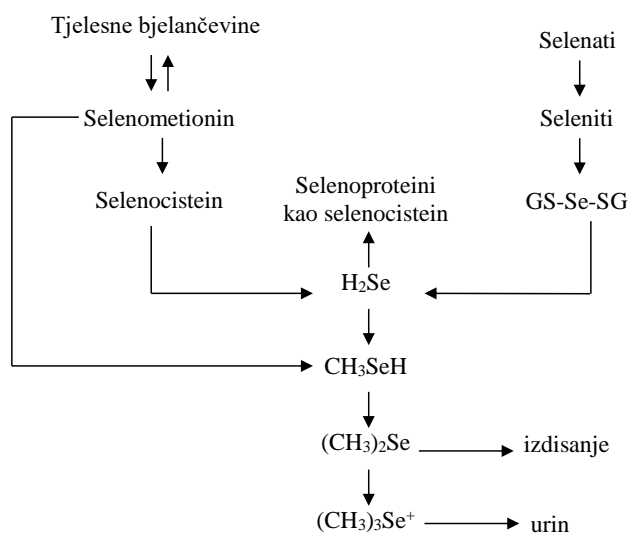 Tjelesne bjelančevine
Selenati
Selenometionin
Seleniti
Selenocistein
Selenoproteini
kao selenocistein
GS-Se-SG
H₂Se
CH₃SeH
(CH₃)₂Se
izdisanje
(CH₃)₃Se⁺
urin